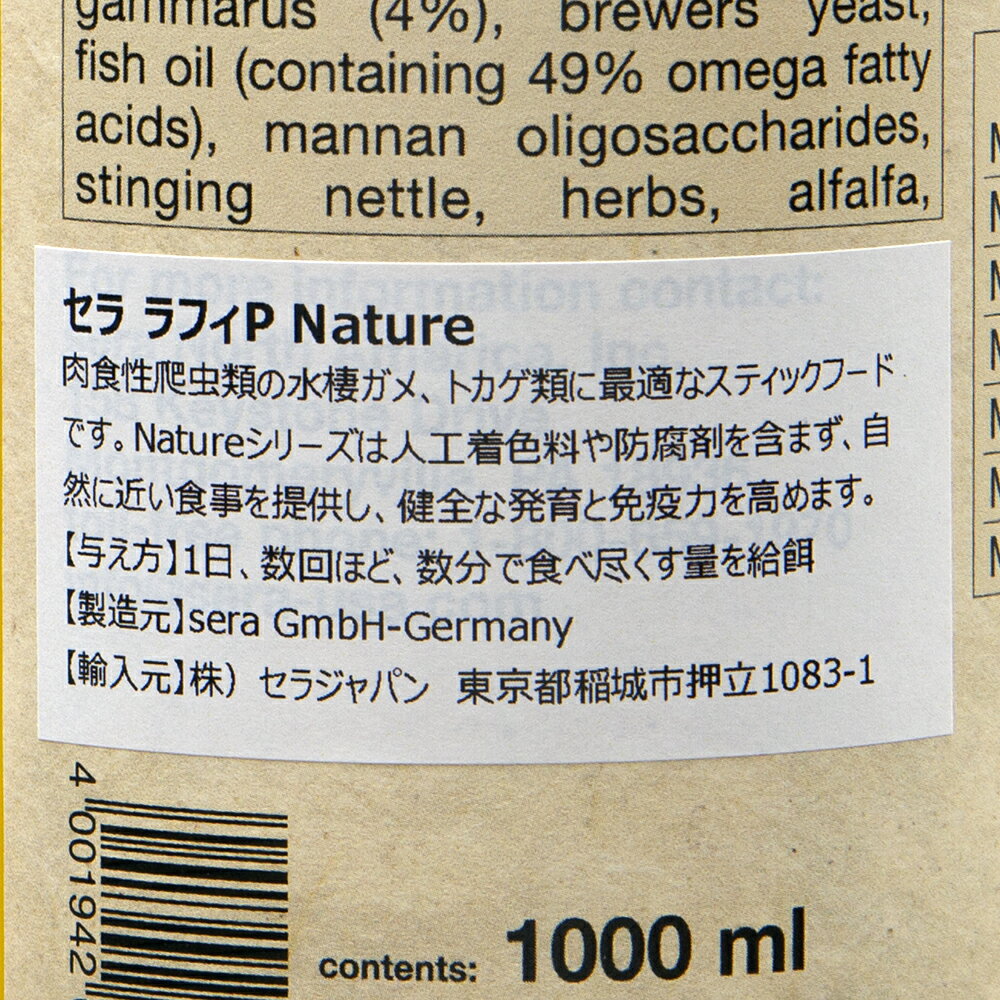 gammarus (4%), brewers yeast,
fish oil (containing 49% omega fatty
acids), mannan oligosaccharides,
stinging nettle, herbs, alfalfa,
For more information contact:
セラ ラフィP Nature
肉食性爬虫類の水棲ガメ、トカゲ類に最適なスティックフード
です。Natureシリーズは人工着色料や防腐剤を含まず、自
然に近い食事を提供し、健全な発育と免疫力を高めます。
【与え方】1日、数回ほど、数分で食べ尽くす量を給餌
【製造元】sera GmbH-Germany
【輸入元】株）セラジャパン 東京都稲城市押立1083-1
4 001942
contents: 1000 ml